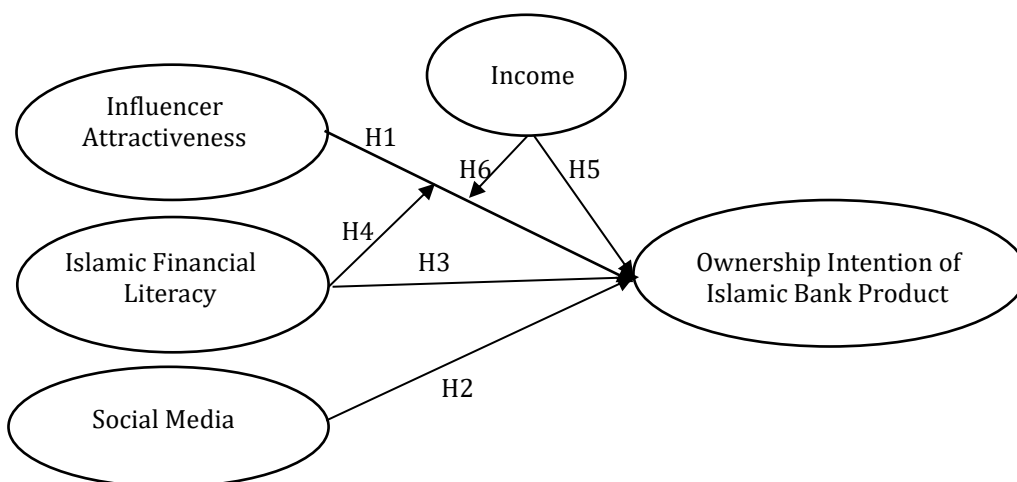 Income
Influencer
Attractiveness
H1
H6
H5
H4
Islamic Financial
Literacy
H3
Ownership Intention of
Islamic Bank Product
H2
Social Media